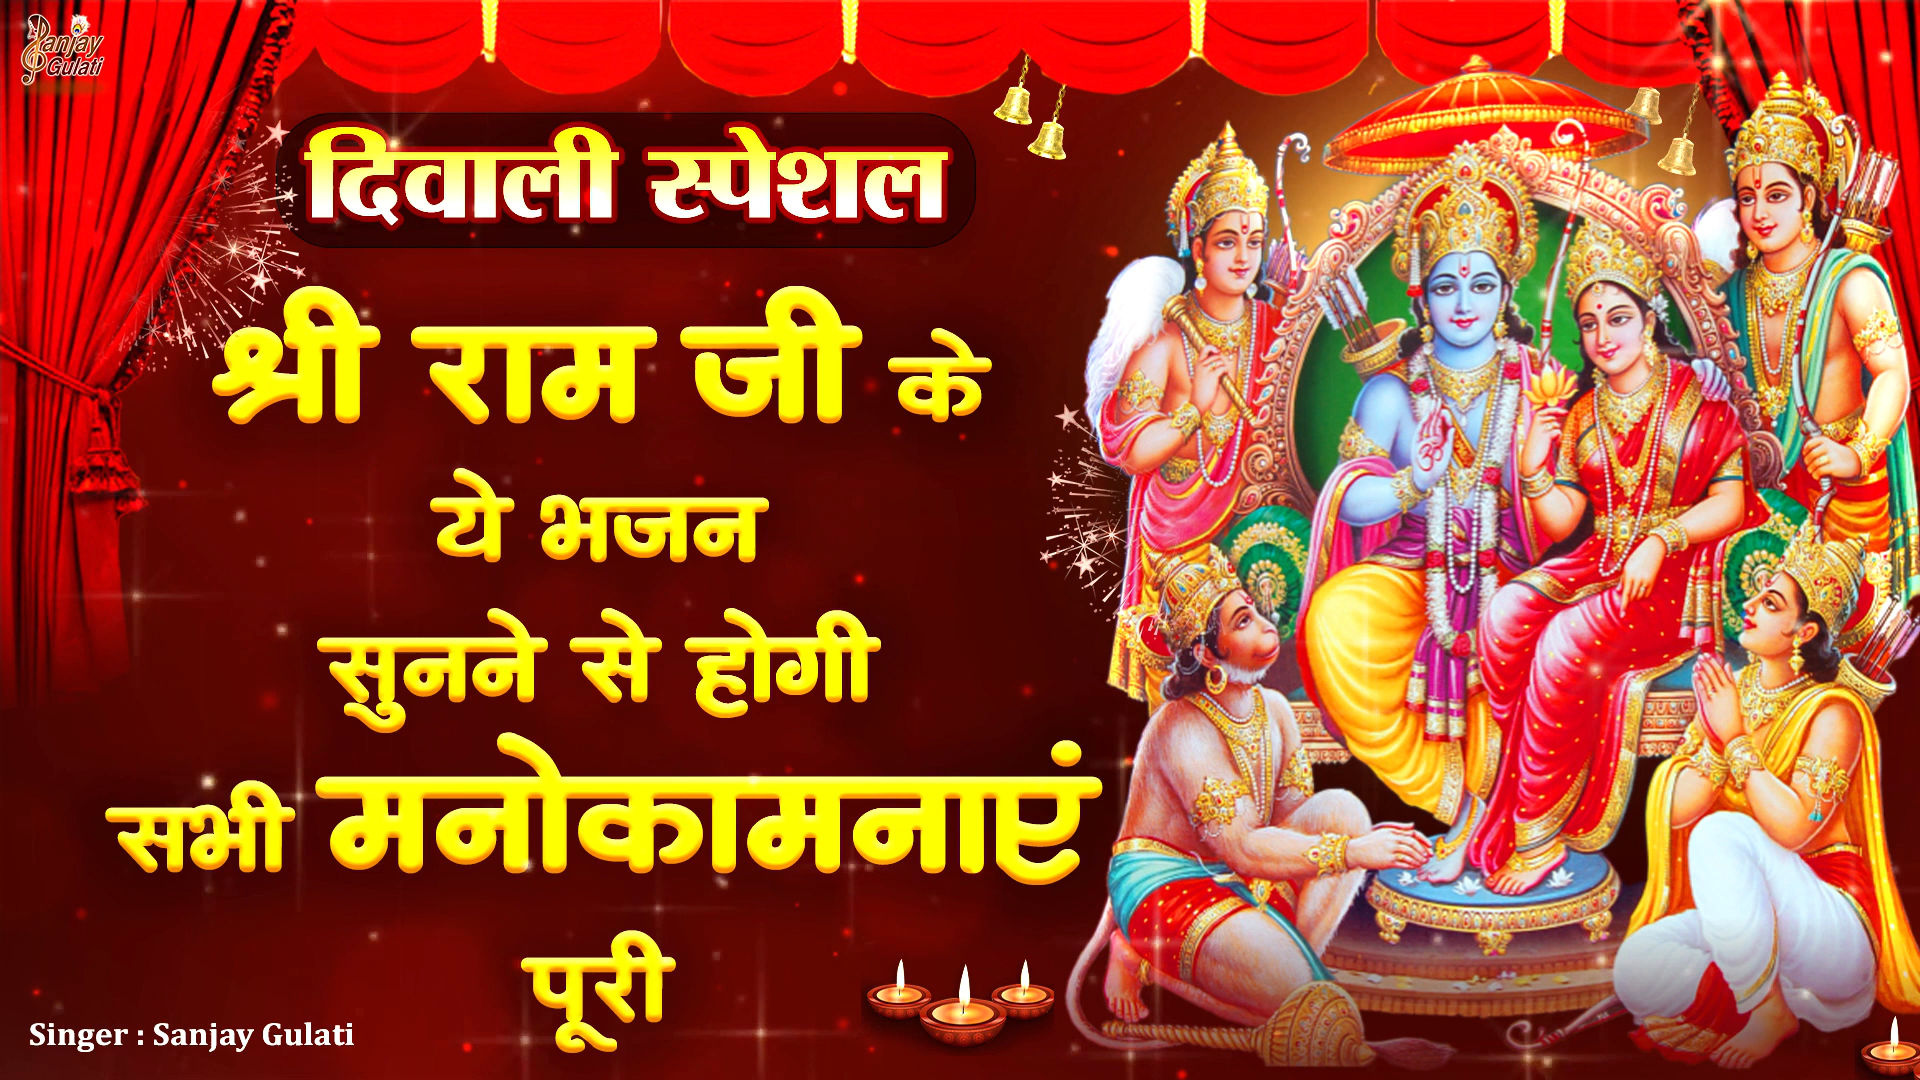 Sanjay
Gulati
दिवाली स्पेशल
श्री राम जी के
ये भजन
सुनने से होगी
सभी मनोकामनाएं
पूरी
Singer : Sanjay Gulati
ॐ